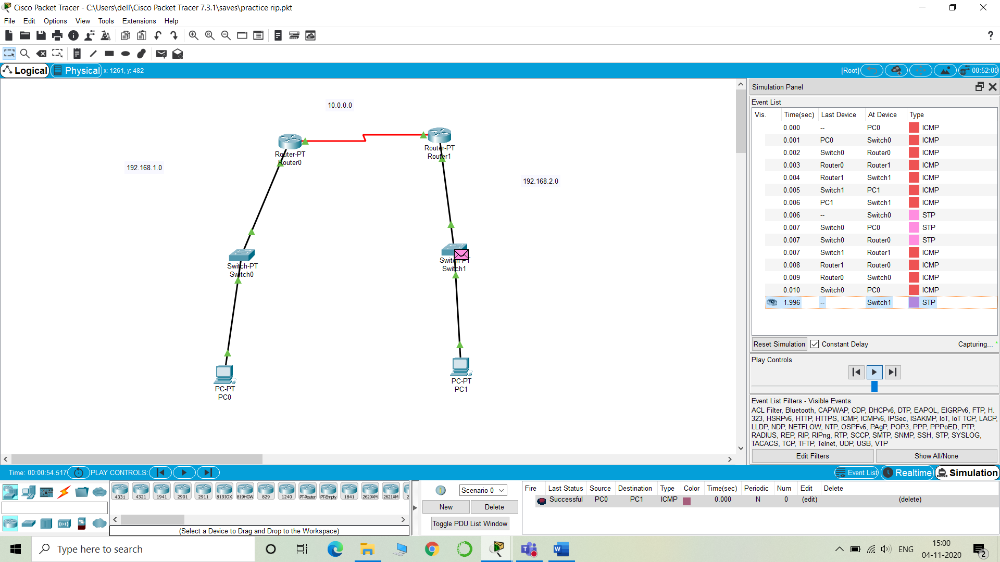 Cisco Packet Tracer - C:\Users\dell\Cisco Packet Tracer 7.3.1\saves\practice rip.pkt
File Edit Options View Tools Extensions Help
Logical Physical x: 1261, y: 482 [Root] 00:52:00
10.0.0.0
Router-PT
Router0
Router-PT
Router1
192.168.1.0
192.168.2.0
Switch-PT
Switch0
Switch-PT
Switch1
PC-PT
PC0
PC-PT
PC1
Simulation Panel
Event List
Vis. Time(sec) Last Device At Device Type
0.000 -- PC0 ICMP
0.001 PC0 Switch0 ICMP
0.002 Switch0 Router0 ICMP
0.003 Router0 Router1 ICMP
0.004 Router1 Switch1 ICMP
0.005 Switch1 PC1 ICMP
0.006 PC1 Switch1 ICMP
0.006 -- Switch0 STP
0.007 Switch0 PC0 STP
0.007 Switch0 Router0 STP
0.007 Switch1 Router1 ICMP
0.008 Router1 Router0 ICMP
0.009 Router0 Switch0 ICMP
0.010 Switch0 PC0 ICMP
1.996 -- Switch1 STP
Reset Simulation Constant Delay Capturing... *
Play Controls
Event List Filters - Visible Events
ACL Filter, Bluetooth, CAPWAP, CDP, DHCPv6, DTP, EAPOL, EIGRPv6, FTP, H.
323, HSRPv6, HTTP, HTTPS, ICMP, ICMPv6, IPSec, ISAKMP, IoT, IoT TCP, LACP,
LLDP, NDP, NETFLOW, NTP, OSPFv6, PAgP, POP3, PPP, PPPoED, PTP,
RADIUS, REP, RIP, RIPng, RTP, SCCP, SMTP, SNMP, SSH, STP, SYSLOG,
TACACS, TCP, TFTP, Telnet, UDP, USB, VTP
Edit Filters Show All/None
Time: 00:00:54.517 PLAY CONTROLS: Event List Realtime Simulation
4331 4321 1941 2901 2911 819IOX 819HGW 829 1240 PT-Router PT-Empty 1841 2620XM 2621XM 2
(Select a Device to Drag and Drop to the Workspace)
Scenario 0
New Delete
Toggle PDU List Window
Fire Last Status Source Destination Type Color Time(sec) Periodic Num Edit Delete
Successful PC0 PC1 ICMP 0.000 N 0 (edit) (delete)
Type here to search
ENG
15:00
04-11-2020
2